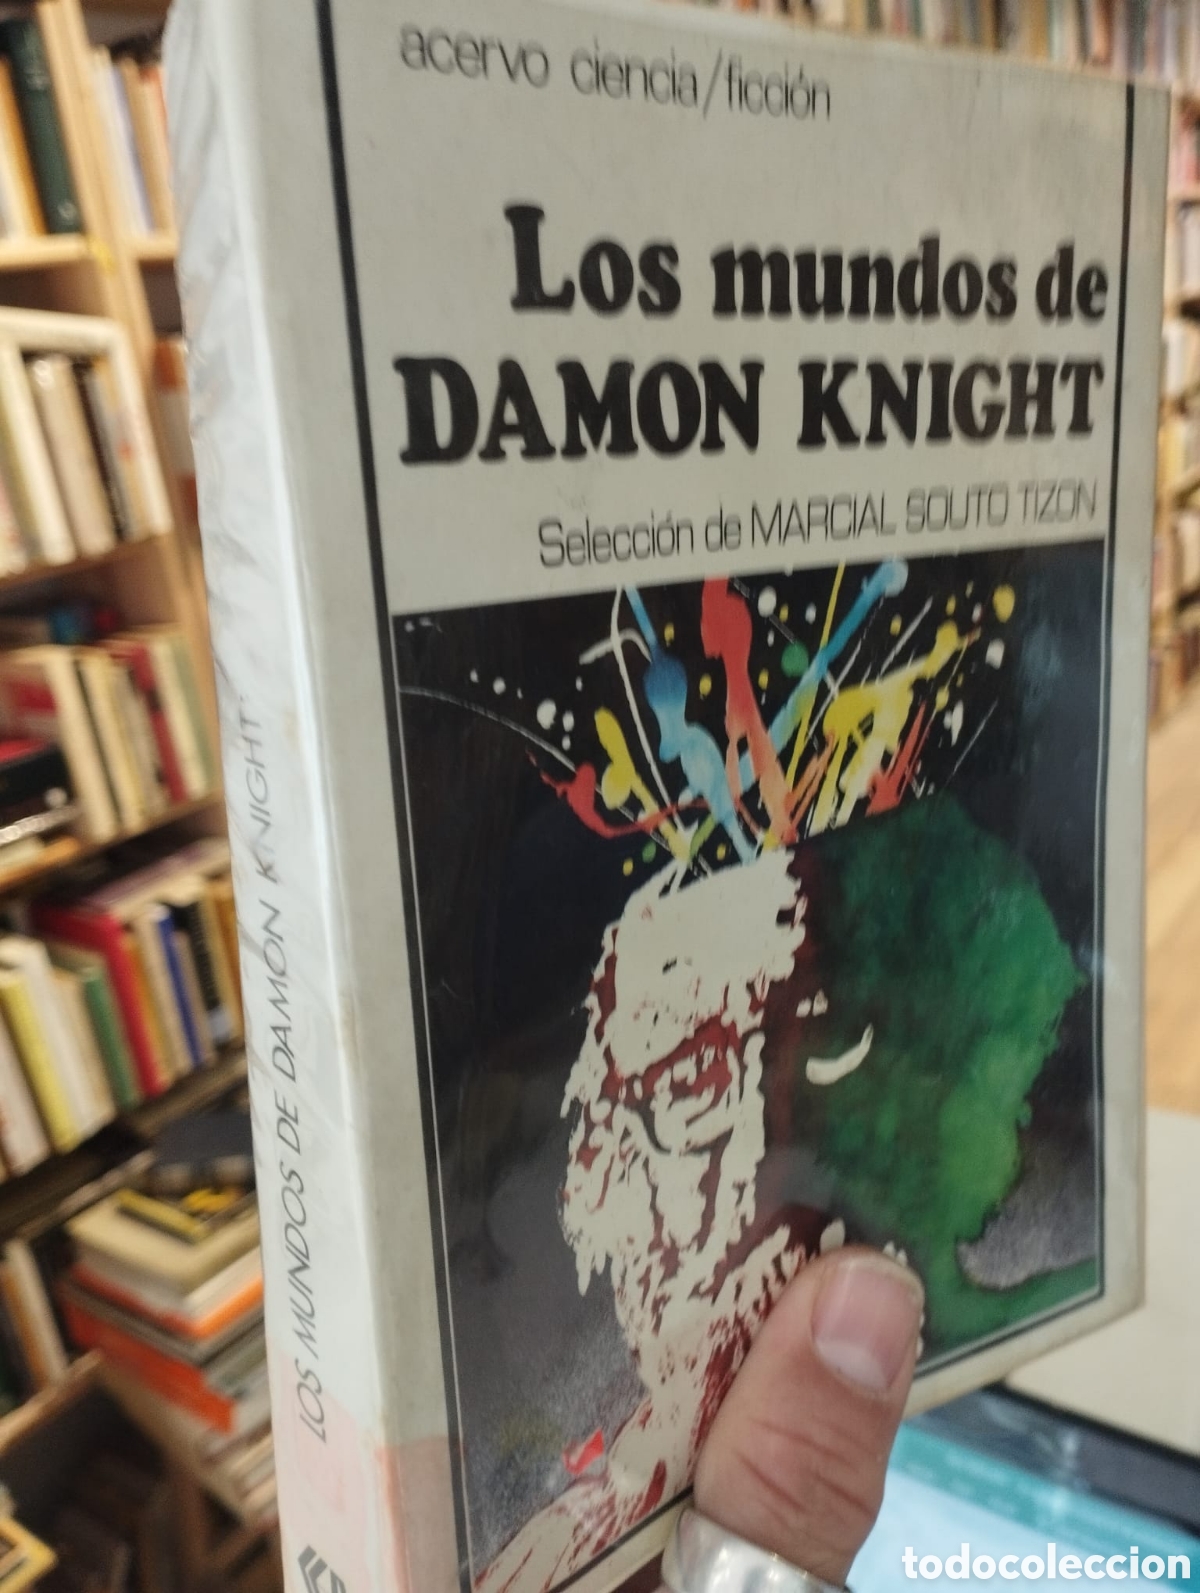 acervo ciencia/ficción
Los mundos de
DAMON KNIGHT
Selección de MARCIAL SOUTO TIZON
LOS MUNDOS DE DAMON KNIGHT
todocoleccion